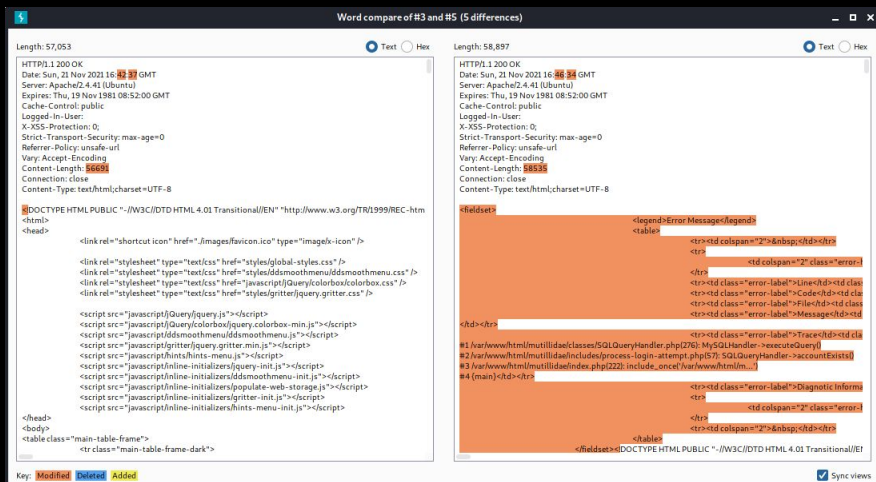 Word compare of #3 and #5 (5 differences)
Length: 57,053
Text
Hex
HTTP/1.1 200 OK
Date: Sun, 21 Nov 2021 16:42:37 GMT
Server: Apache/2.4.41 (Ubuntu)
Expires: Thu, 19 Nov 1981 08:52:00 GMT
Cache-Control: public
Logged-In-User:
X-XSS-Protection: 0;
Strict-Transport-Security: max-age=0
Referrer-Policy: unsafe-url
Vary: Accept-Encoding
Content-Length: 56691
Connection: close
Content-Type: text/html;charset=UTF-8
<!DOCTYPE HTML PUBLIC "-//W3C//DTD HTML 4.01 Transitional//EN" "http://www.w3.org/TR/1999/REC-htm
<html>
<head>
<link rel="shortcut icon" href="./images/favicon.ico" type="image/x-icon" />
<link rel="stylesheet" type="text/css" href="styles/global-styles.css" />
<link rel="stylesheet" type="text/css" href="styles/ddsmoothmenu/ddsmoothmenu.css" />
<link rel="stylesheet" type="text/css" href="javascript/jQuery/colorbox/colorbox.css" />
<link rel="stylesheet" type="text/css" href="styles/gritter/jquery.gritter.css" />
<script src="javascript/jQuery/jquery.js"></script>
<script src="javascript/jQuery/colorbox/jquery.colorbox-min.js"></script>
<script src="javascript/ddsmoothmenu/ddsmoothmenu.js"></script>
<script src="javascript/gritter/jquery.gritter.min.js"></script>
<script src="javascript/hints/hints-menu.js"></script>
<script src="javascript/inline-initializers/jquery-init.js"></script>
<script src="javascript/inline-initializers/ddsmoothmenu-init.js"></script>
<script src="javascript/inline-initializers/populate-web-storage.js"></script>
<script src="javascript/inline-initializers/gritter-init.js"></script>
<script src="javascript/inline-initializers/hints-menu-init.js"></script>
</head>
<body>
<table class="main-table-frame">
<tr class="main-table-frame-dark">
Length: 58,897
Text
Hex
HTTP/1.1 200 OK
Date: Sun, 21 Nov 2021 16:46:34 GMT
Server: Apache/2.4.41 (Ubuntu)
Expires: Thu, 19 Nov 1981 08:52:00 GMT
Cache-Control: public
Logged-In-User:
X-XSS-Protection: 0;
Strict-Transport-Security: max-age=0
Referrer-Policy: unsafe-url
Vary: Accept-Encoding
Content-Length: 58535
Connection: close
Content-Type: text/html;charset=UTF-8
<fieldset>
<legend>Error Message</legend>
<table>
<tr><td colspan="2">&nbsp;</td></tr>
<tr>
<td colspan="2" class="error-
</tr>
<tr><td class="error-label">Line</td><td clas
<tr><td class="error-label">Code</td><td cla
<tr><td class="error-label">File</td><td class
<tr><td class="error-label">Message</td><td
</td></tr>
<tr><td class="error-label">Trace</td><td cla
#1 /var/www/html/mutillidae/classes/SQLQueryHandler.php(276): MySQLHandler->executeQuery()
#2 /var/www/html/mutillidae/includes/process-login-attempt.php(57): SQLQueryHandler->accountExists()
#3 /var/www/html/mutillidae/index.php(222): include_once('/var/www/html/m...')
#4 {main}</td></tr>
<tr><td class="error-label">Diagnotic Informa
<tr>
<td colspan="2" class="error-
</tr>
<tr><td colspan="2">&nbsp;</td></tr>
</table>
</fieldset><!DOCTYPE HTML PUBLIC "-//W3C//DTD HTML 4.01 Transitional//E
Key: Modified Deleted Added
Sync views